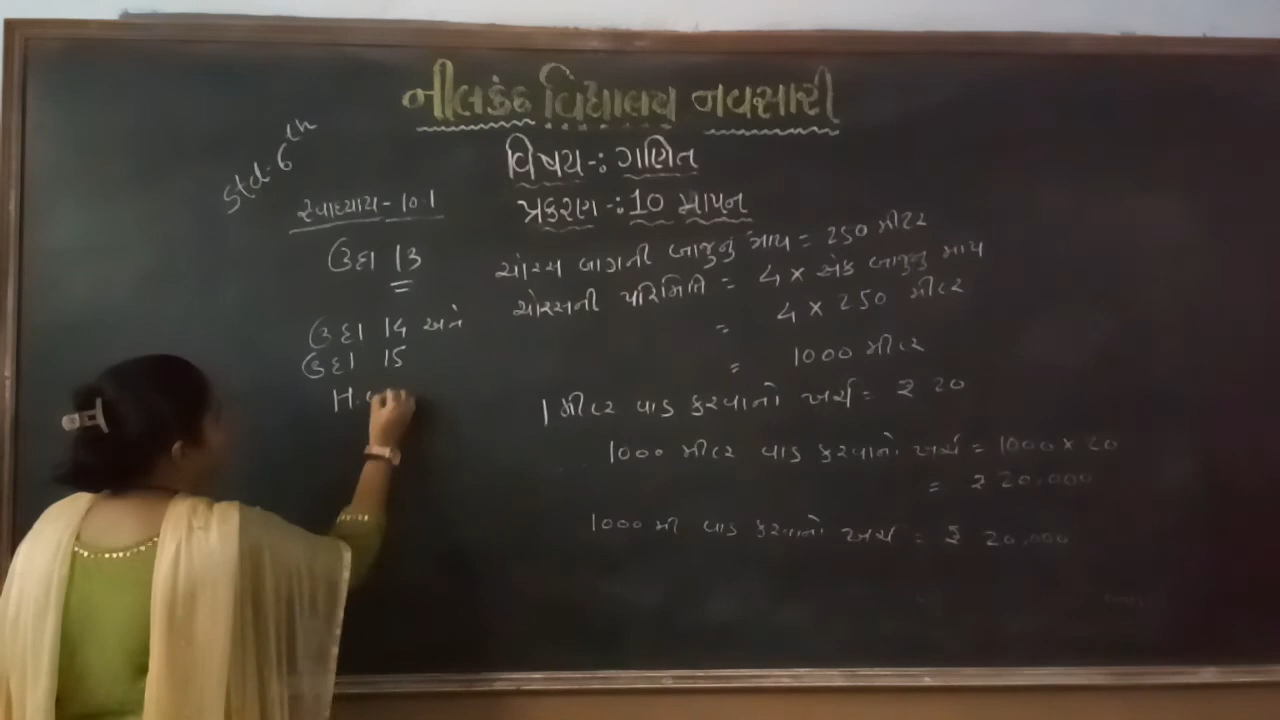 નીલકંઠ વિદ્યાલય નવસારી
Std. 6th
વિષય-: ગણિત
પ્રકરણ-: 10 માપન
સ્વાધ્યાય - 10.1
ઉદા 13
ચોરસ બાગની બાજુનું માપ = 250 મીટર
ચોરસની પરિમિતિ = 4 × એક બાજુનું માપ
= 4 × 250 મીટર
= 1000 મીટર
ઉદા 14 અને
ઉદા 15
H.
1 મીટર વાડ કરવાનો ખર્ચ = ₹ 20
1000 મીટર વાડ કરવાનો ખર્ચ = 1000 × 20
= ₹ 20,000
1000 મી વાડ કરવાનો ખર્ચ = ₹ 20,000